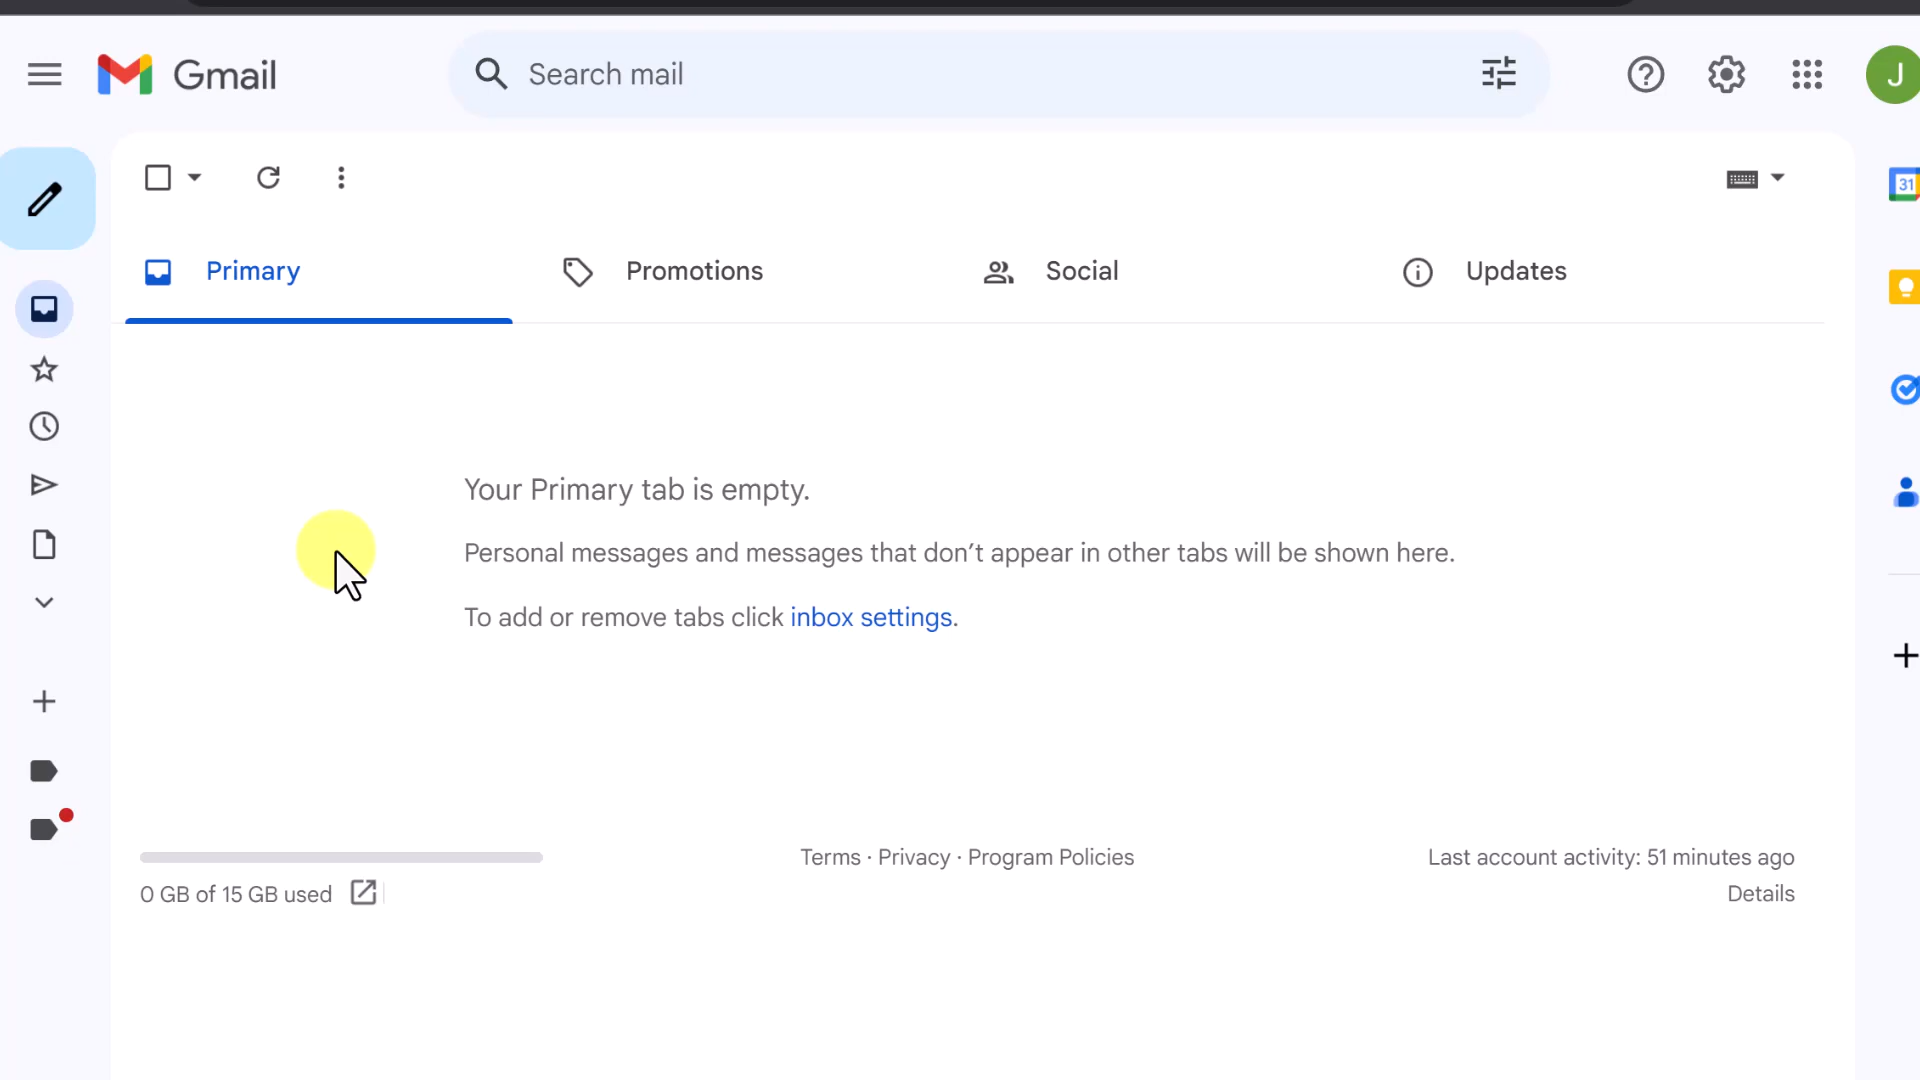 Gmail
Search mail
J
31
Primary
Promotions
Social
Updates
Your Primary tab is empty.
Personal messages and messages that don’t appear in other tabs will be shown here.
To add or remove tabs click inbox settings.
0 GB of 15 GB used
Terms · Privacy · Program Policies
Last account activity: 51 minutes ago
Details